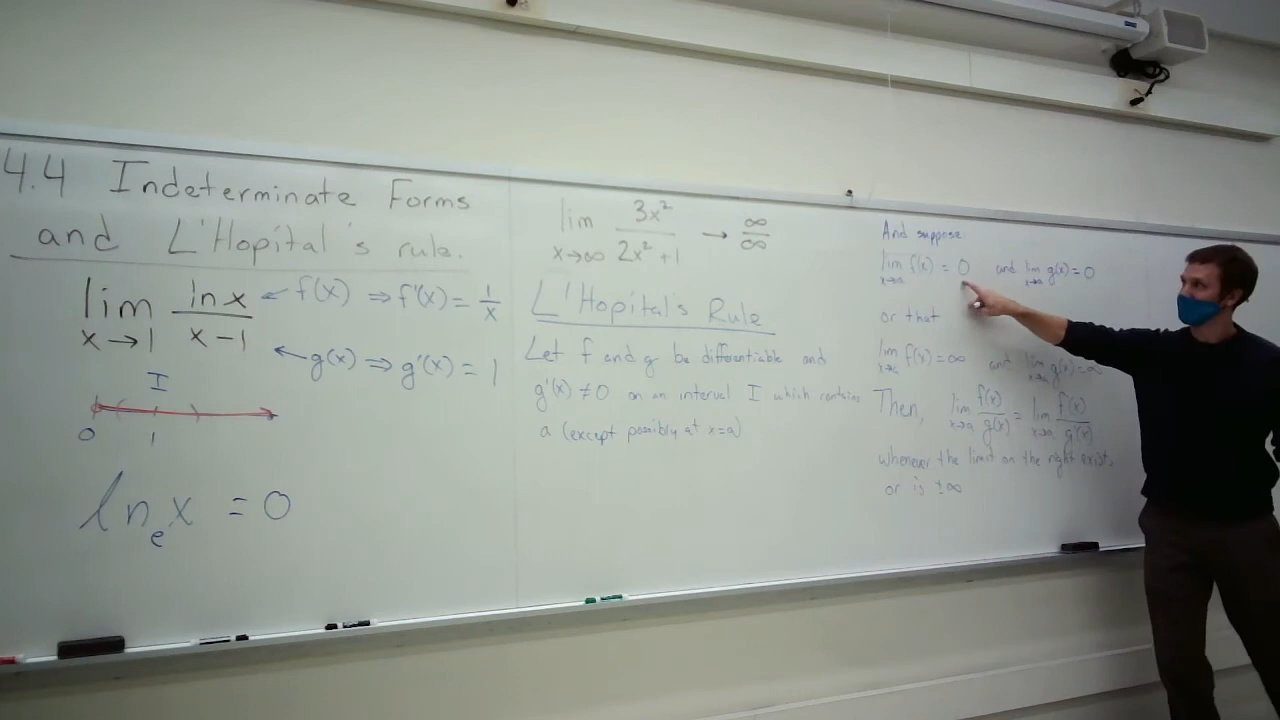 4.4 Indeterminate Forms
and L'Hopital's rule.
lim x→1 lnx / x-1
← f(x) ⇒ f'(x) = 1/x
← g(x) ⇒ g'(x) = 1
I
0 1
ln_e x = 0
lim x→∞ 3x² / 2x²+1 → ∞/∞
L'Hopital's Rule
Let f and g be differentiable and
g'(x) ≠ 0 on an interval I which contains
a (except possibly at x=a)
And suppose
lim x→a f(x) = 0 and lim x→a g(x) = 0
or that
lim x→a f(x) = ∞ and lim x→a g(x) =
Then, lim x→a f(x)/g(x) = lim x→a f'(x)/g'(x)
whenever the limit on the right exist,
or is ±∞